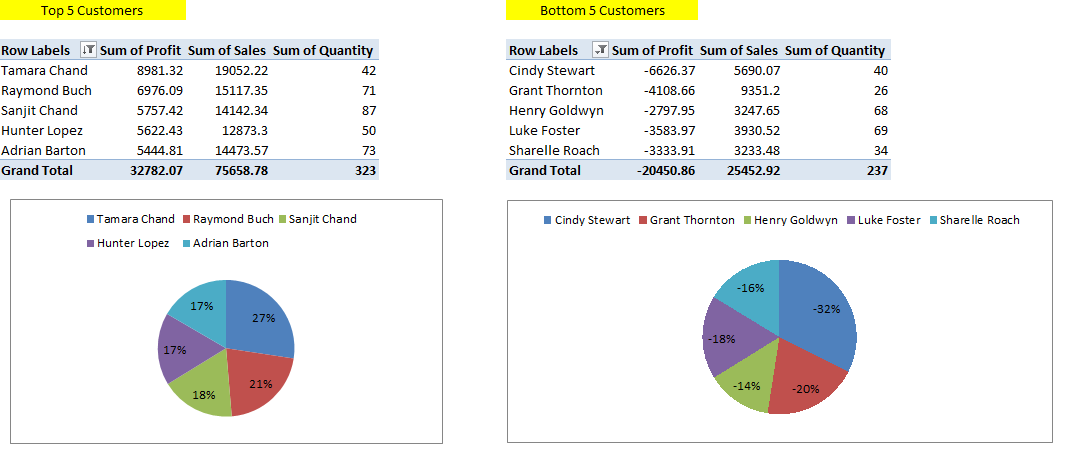 Top 5 Customers
Row Labels Sum of Profit Sum of Sales Sum of Quantity
Tamara Chand 8981.32 19052.22 42
Raymond Buch 6976.09 15117.35 71
Sanjit Chand 5757.42 14142.34 87
Hunter Lopez 5622.43 12873.3 50
Adrian Barton 5444.81 14473.57 73
Grand Total 32782.07 75658.78 323
Tamara Chand Raymond Buch Sanjit Chand
Hunter Lopez Adrian Barton
17% 27%
17%
18% 21%
Bottom 5 Customers
Row Labels Sum of Profit Sum of Sales Sum of Quantity
Cindy Stewart -6626.37 5690.07 40
Grant Thornton -4108.66 9351.2 26
Henry Goldwyn -2797.95 3247.65 68
Luke Foster -3583.97 3930.52 69
Sharelle Roach -3333.91 3233.48 34
Grand Total -20450.86 25452.92 237
Cindy Stewart Grant Thornton Henry Goldwyn Luke Foster Sharelle Roach
-16% -32%
-18%
-14% -20%